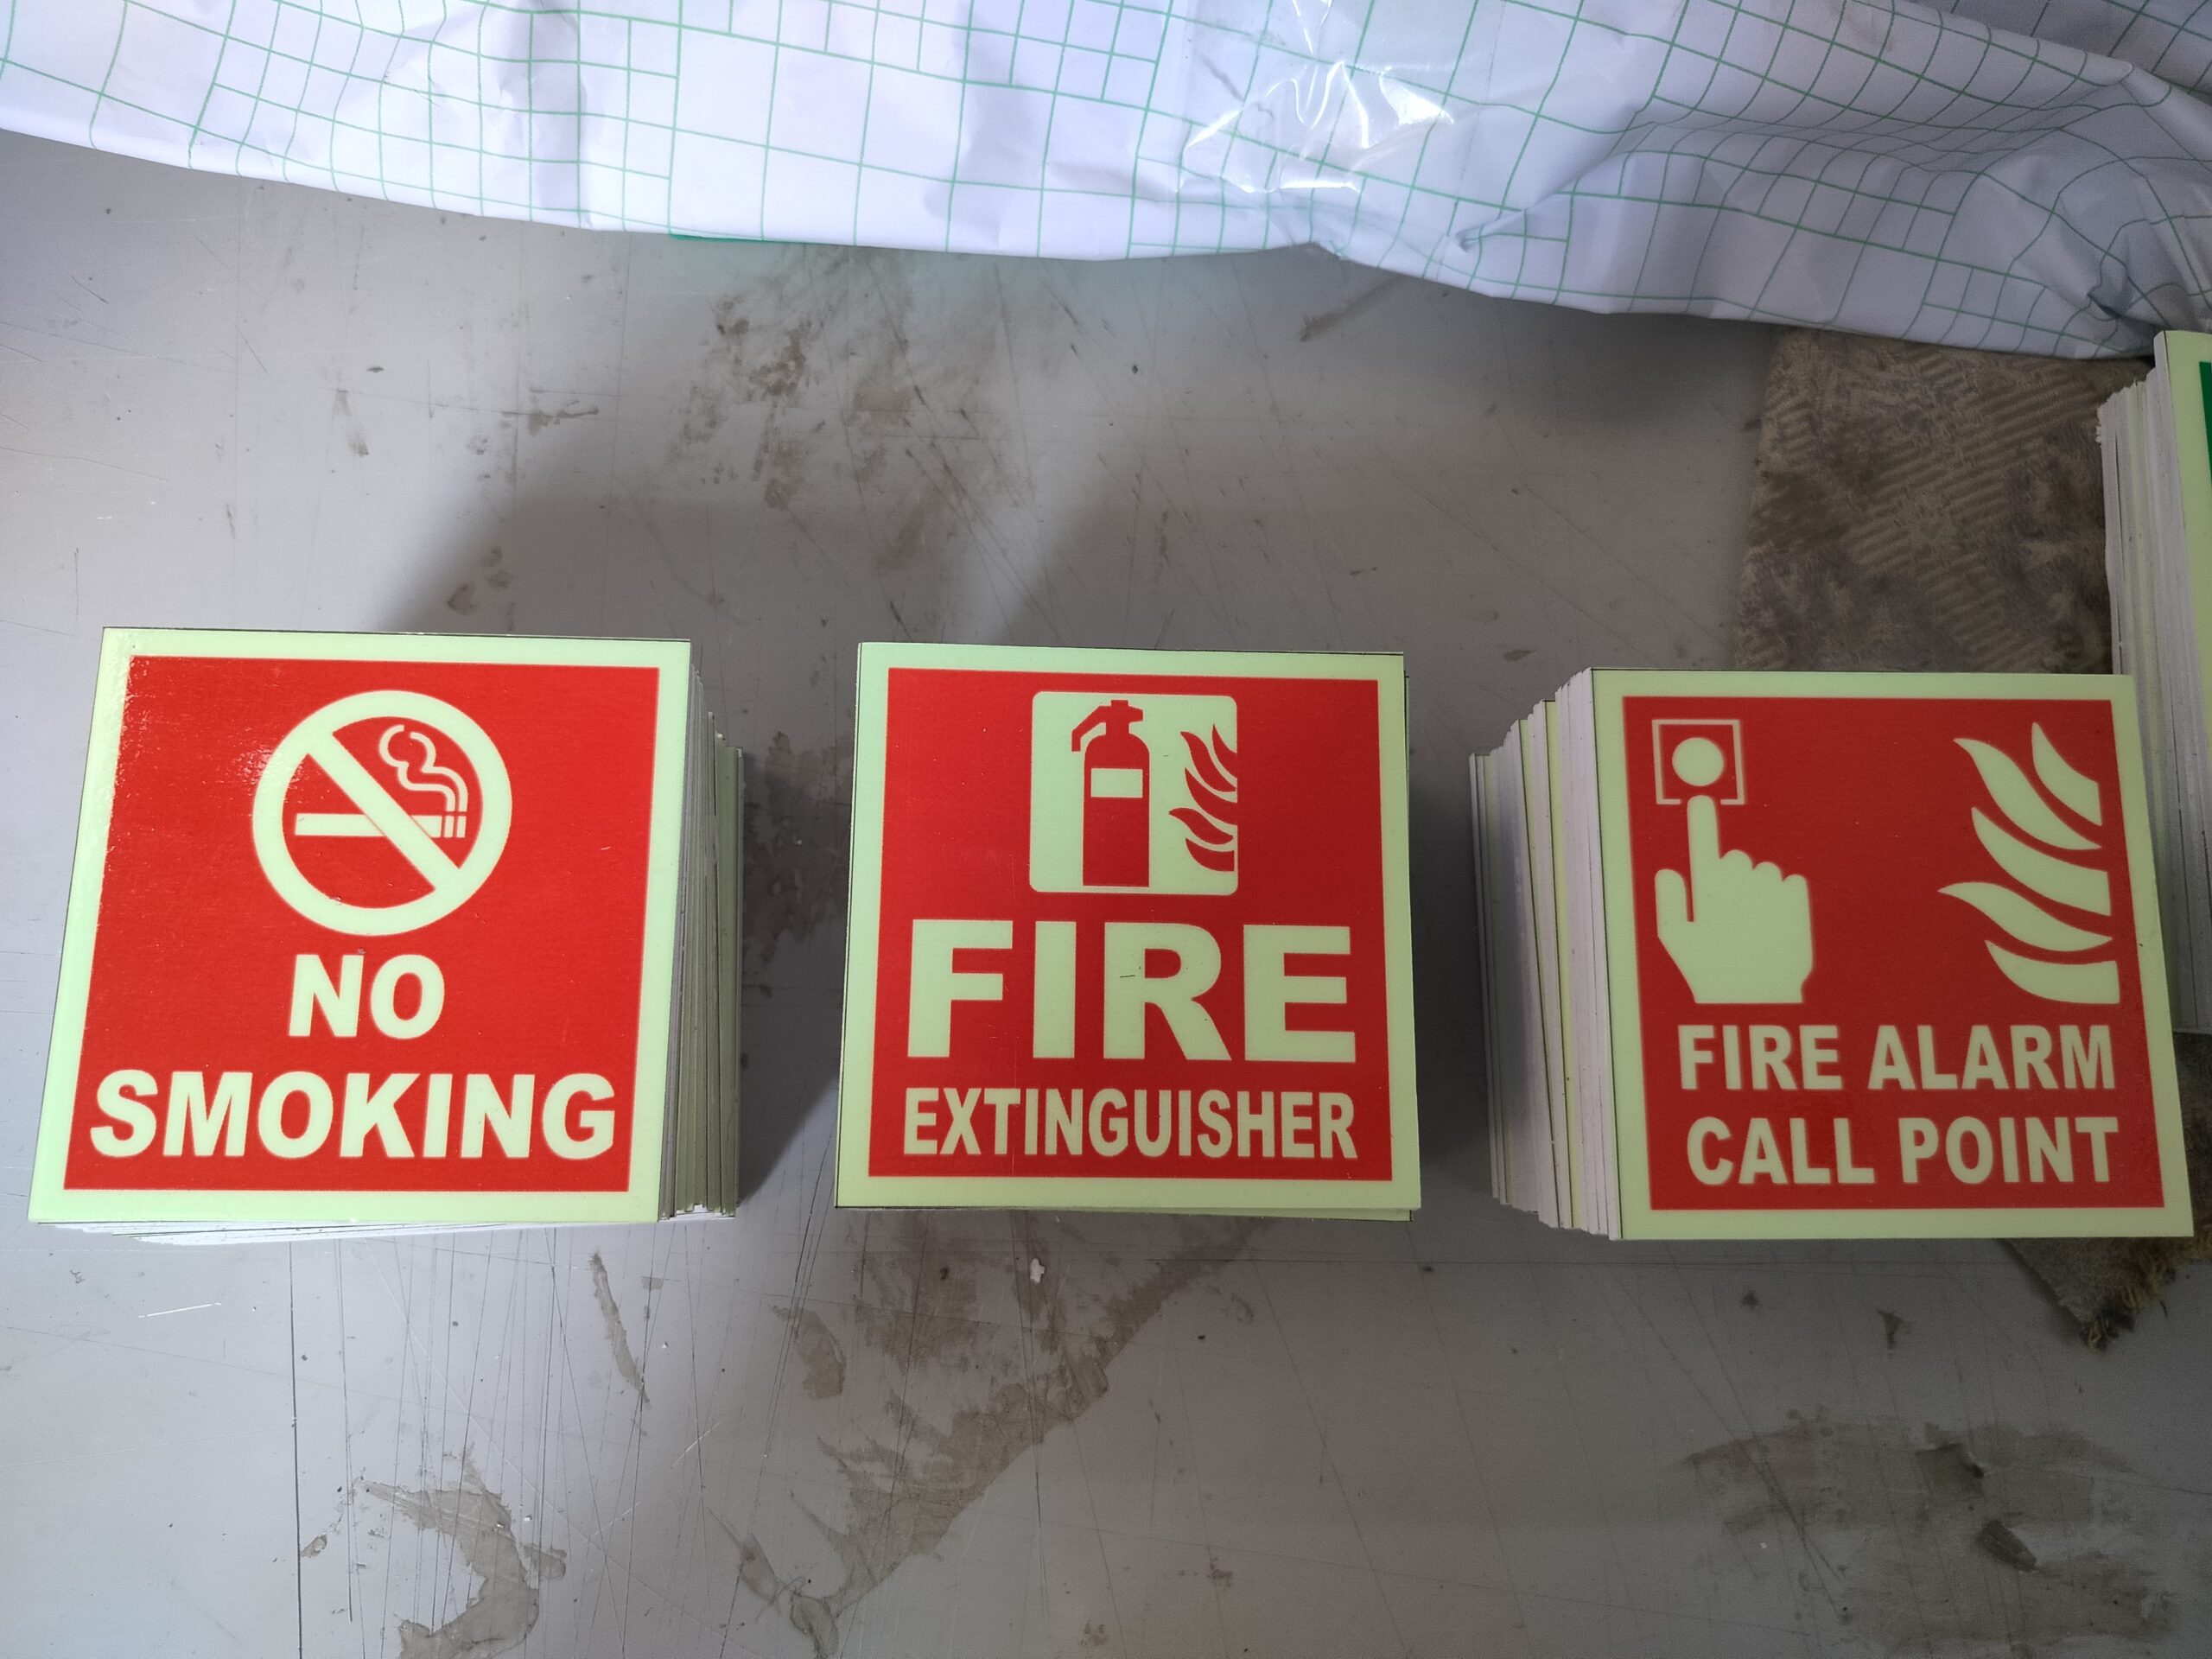 NO
SMOKING
FIRE
EXTINGUISHER
FIRE ALARM
CALL POINT